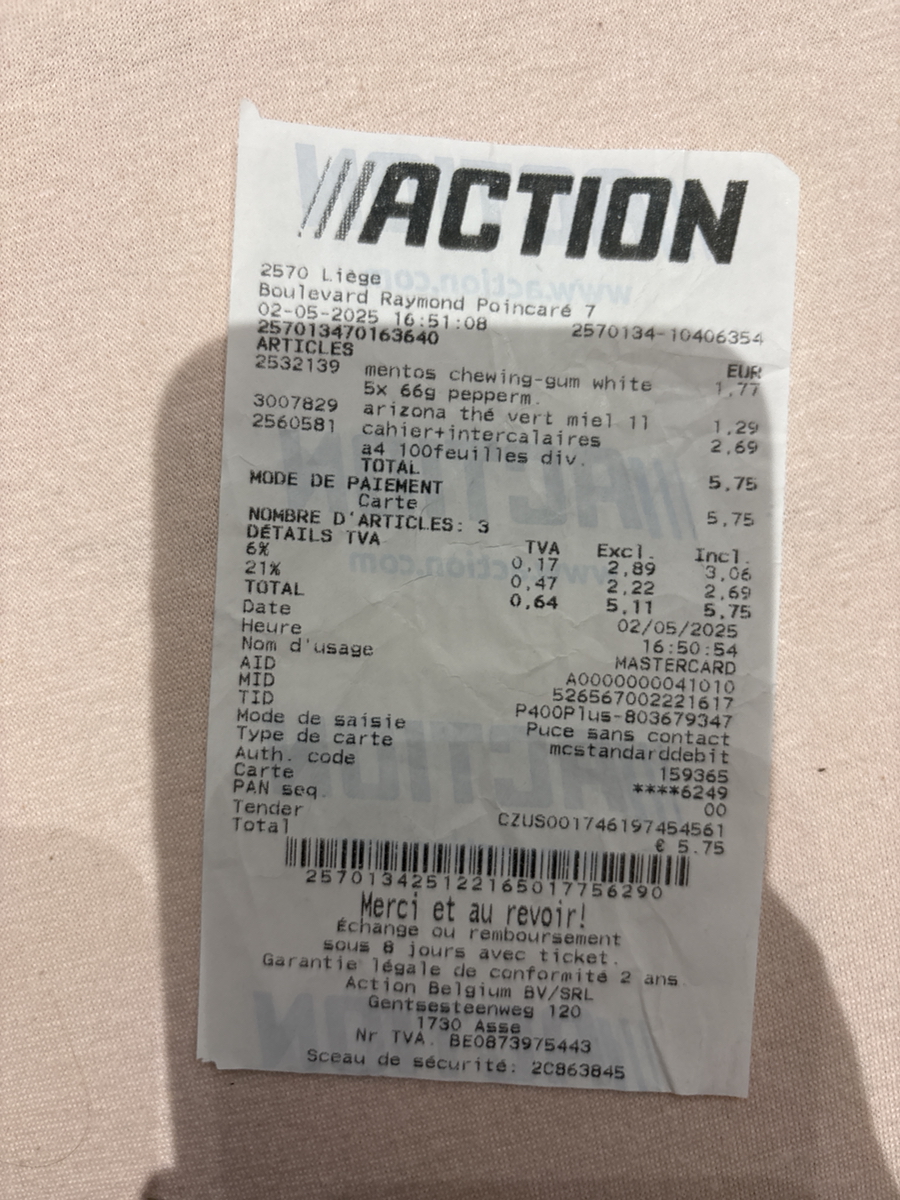 ///ACTION
2570 Liège
Boulevard Raymond Poincaré 7
02-05-2025 16:51:08 2570134-10406354
257013470163640
ARTICLES EUR
2532139 mentos chewing-gum white 1,77
5x 66g pepperm.
3007829 arizona thé vert miel 1l 1,29
2560581 cahier+intercalaires 2,69
a4 100feuilles div.
TOTAL 5,75
MODE DE PAIEMENT
Carte 5,75
NOMBRE D'ARTICLES: 3
DÉTAILS TVA TVA Excl. Incl.
6% 0,17 2,89 3,06
21% 0,47 2,22 2,69
TOTAL 0,64 5,11 5,75
Date 02/05/2025
Heure 16:50:54
Nom d'usage MASTERCARD
AID A0000000041010
MID 526567002221617
TID P400Plus-803679347
Mode de saisie Puce sans contact
Type de carte mcstandarddebit
Auth. code 159365
Carte ****6249
PAN seq. 00
Tender CZUS001746197454561
Total € 5.75
257013425122165017756290
Merci et au revoir!
Échange ou remboursement
sous 8 jours avec ticket.
Garantie légale de conformité 2 ans.
Action Belgium BV/SRL
Gentsesteenweg 120
1730 Asse
Nr TVA. BE0873975443
Sceau de sécurité: 2C863845